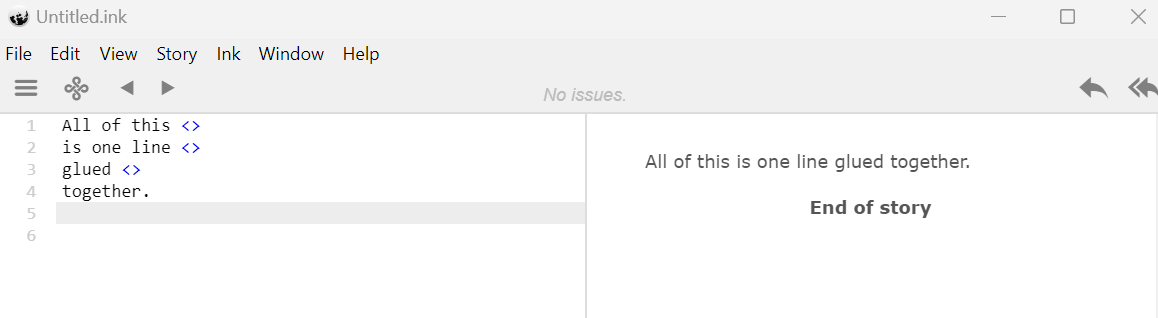 Untitled.ink
File Edit View Story Ink Window Help
No issues.
1 All of this <>
2 is one line <>
3 glued <>
4 together.
5
6
All of this is one line glued together.
End of story